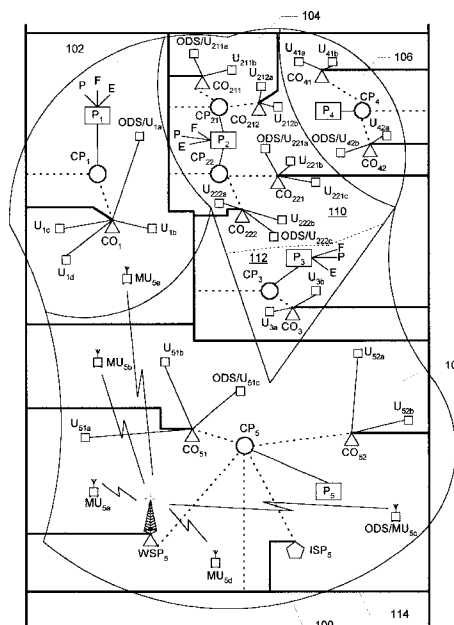 104
102
ODS/U211a
U211b
U41a
U41b
106
CO211
U212a
CO41
P F E
P1
ODS/U1a
CP21
CO212
U212b
P4
CP4
F P E
P2
ODS/U221a
ODS/U42b
U42a
CP1
CP22
U221b
CO42
U222a
CO221
U221c
110
U1c
CO1
U1b
CO222
U222b
ODS/U222c
U1d
112
P3
F P E
MU5e
CP3
U3b
U3a
CO3
MU5b
U51b
ODS/U51c
U52a
U51a
CP5
U52b
CO51
CO52
P5
MU5a
WSP5
MU5d
ISP5
ODS/MU5c
114
100